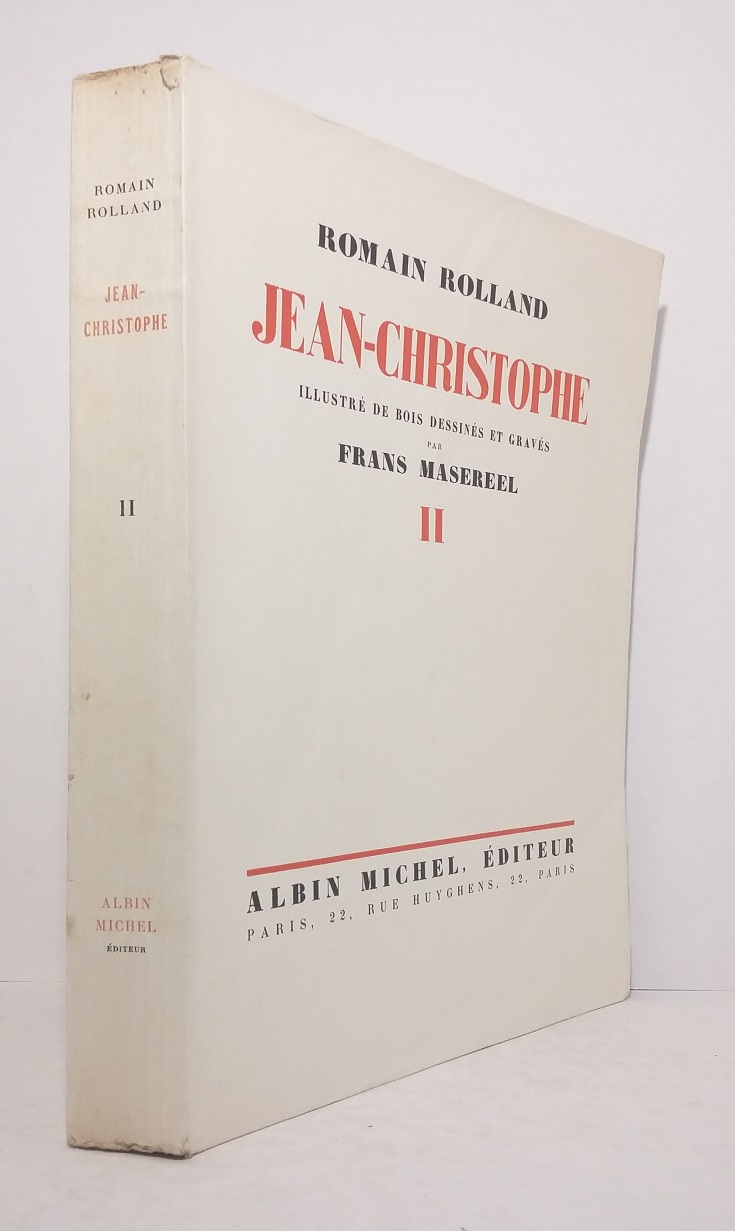 ROMAIN
ROLLAND
JEAN-
CHRISTOPHE
II
ALBIN
MICHEL
ÉDITEUR
ROMAIN ROLLAND
JEAN-CHRISTOPHE
ILLUSTRÉ DE BOIS DESSINÉS ET GRAVÉS
PAR
FRANS MASEREEL
II
ALBIN MICHEL, ÉDITEUR
PARIS, 22, RUE HUYGHENS, 22, PARIS